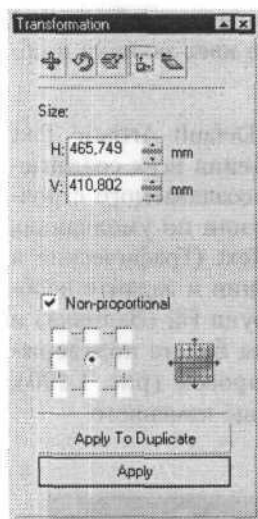 Transformation
Size:
H: 465,749 mm
V: 410,802 mm
Non-proportional
Apply To Duplicate
Apply